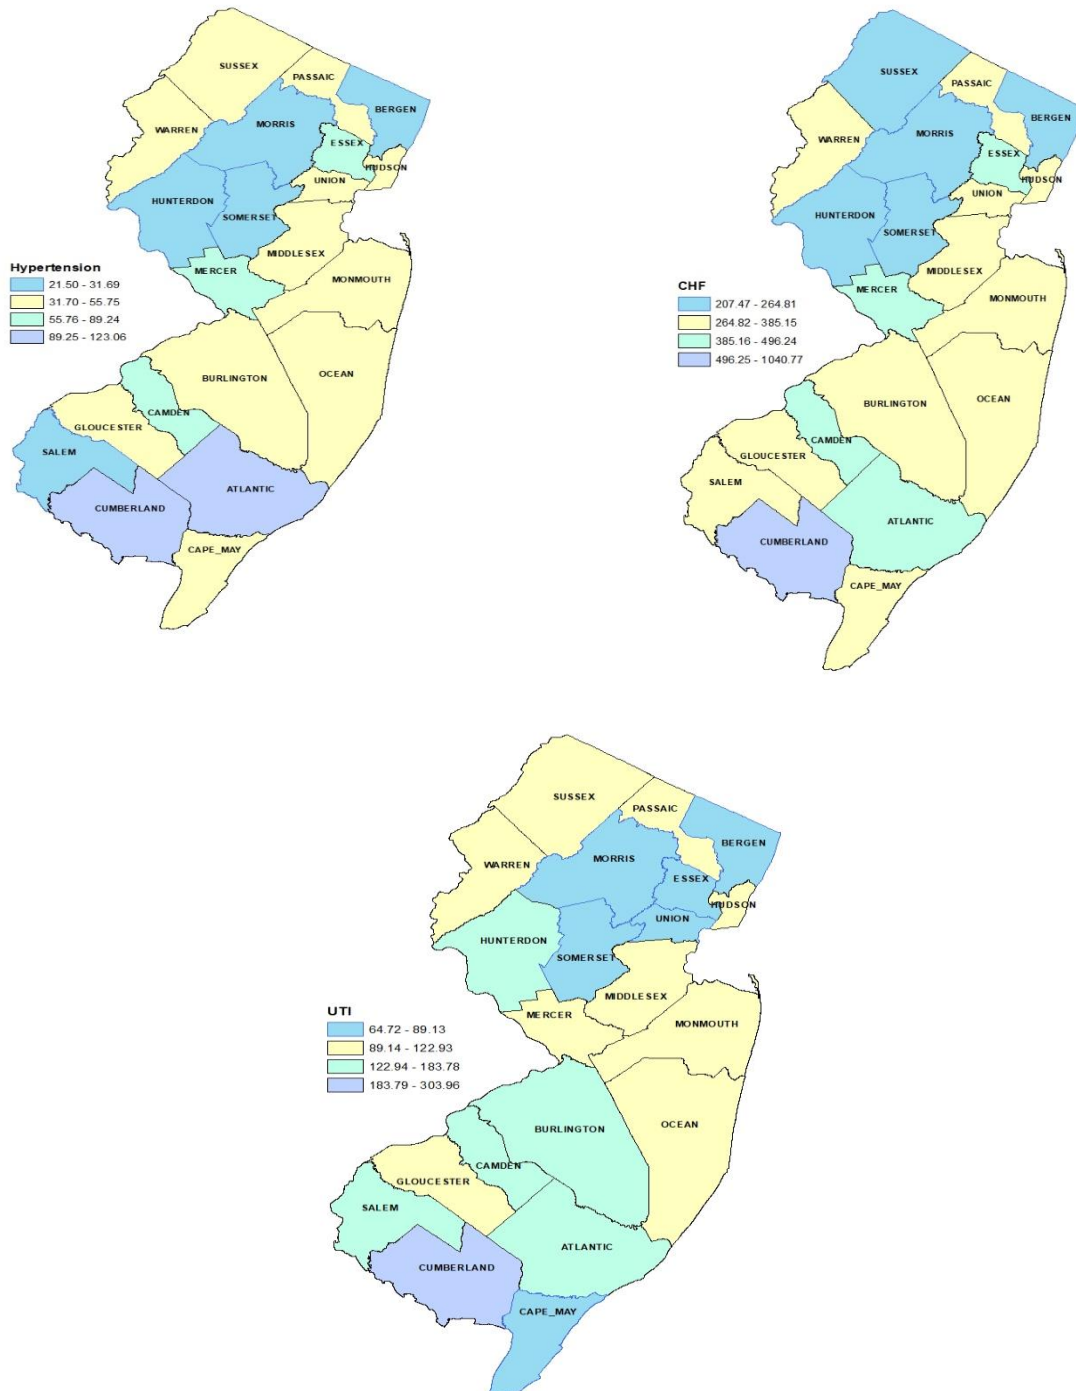 SUSSEX
PASSAIC
BERGEN
MORRIS
WARREN
ESSEX
HUDSON
UNION
HUNTERDON
SOMERSET
MIDDLESEX
MERCER
MONMOUTH
Hypertension
21.50 - 31.69
31.70 - 55.75
55.76 - 89.24
89.25 - 123.06
OCEAN
BURLINGTON
CAMDEN
GLOUCESTER
SALEM
ATLANTIC
CUMBERLAND
CAPE_MAY
SUSSEX
PASSAIC
BERGEN
MORRIS
WARREN
ESSEX
HUDSON
UNION
HUNTERDON
SOMERSET
MIDDLESEX
MERCER
MONMOUTH
CHF
207.47 - 264.81
264.82 - 385.15
385.16 - 496.24
496.25 - 1040.77
OCEAN
BURLINGTON
CAMDEN
GLOUCESTER
SALEM
ATLANTIC
CUMBERLAND
CAPE_MAY
SUSSEX
PASSAIC
BERGEN
MORRIS
WARREN
ESSEX
HUDSON
UNION
HUNTERDON
SOMERSET
MIDDLESEX
MERCER
MONMOUTH
UTI
64.72 - 89.13
89.14 - 122.93
122.94 - 183.78
183.79 - 303.96
OCEAN
BURLINGTON
CAMDEN
GLOUCESTER
SALEM
ATLANTIC
CUMBERLAND
CAPE_MAY